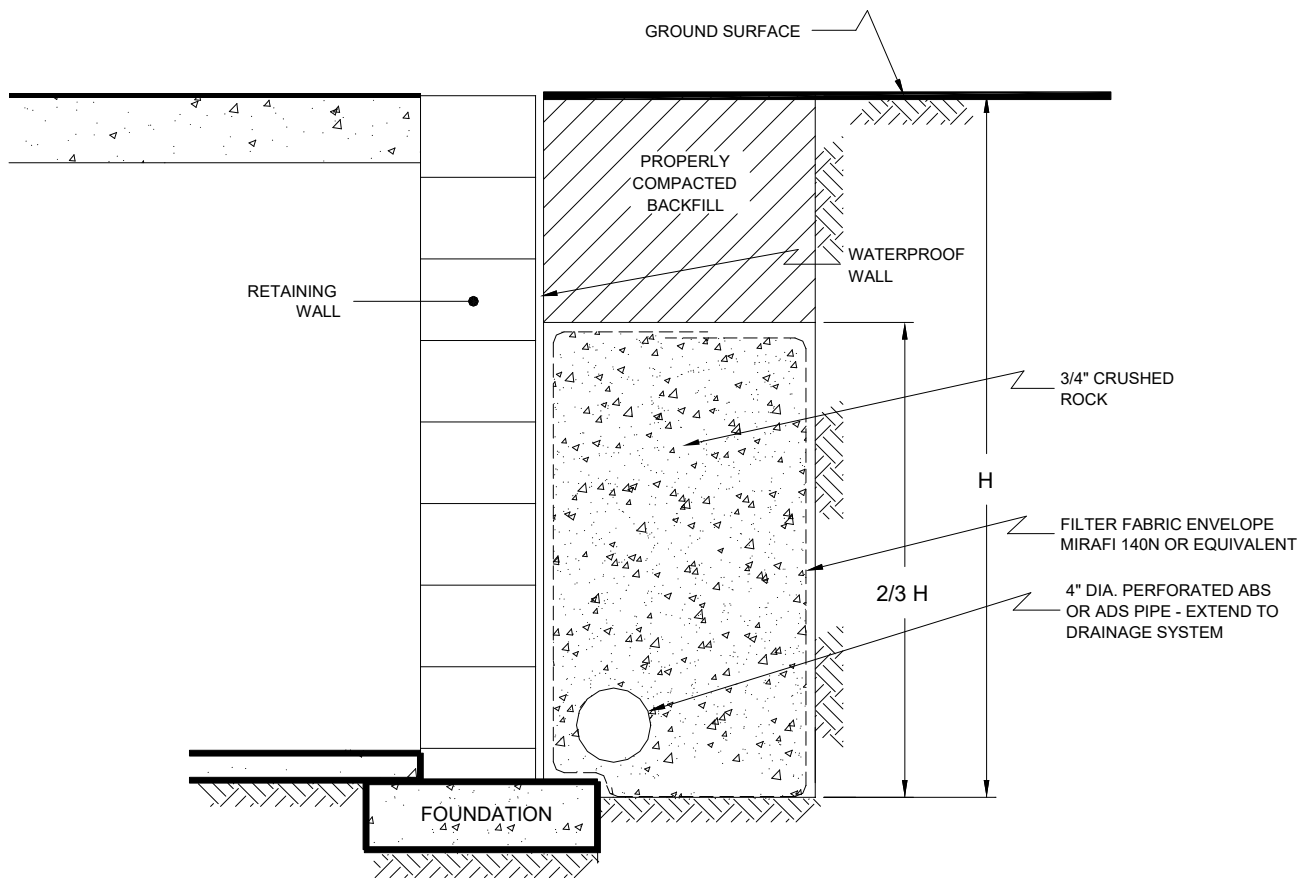 GROUND SURFACE
PROPERLY
COMPACTED
BACKFILL
WATERPROOF
WALL
RETAINING
WALL
3/4" CRUSHED
ROCK
H
FILTER FABRIC ENVELOPE
MIRAFI 140N OR EQUIVALENT
2/3 H
4" DIA. PERFORATED ABS
OR ADS PIPE - EXTEND TO
DRAINAGE SYSTEM
FOUNDATION